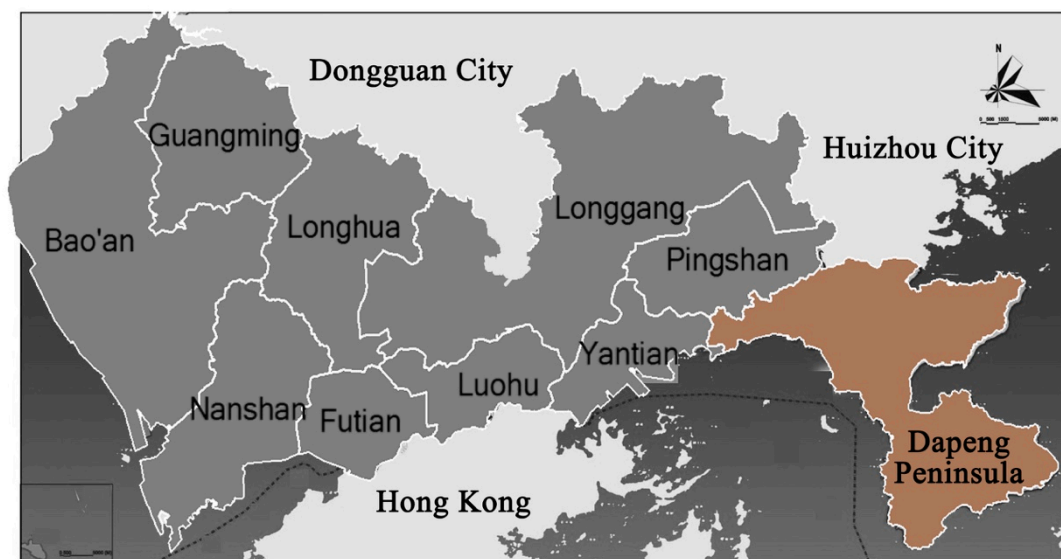 N
Dongguan City
Guangming
Huizhou City
Longhua
Longgang
Bao'an
Pingshan
Yantian
Luohu
Nanshan
Futian
Dapeng
Peninsula
Hong Kong